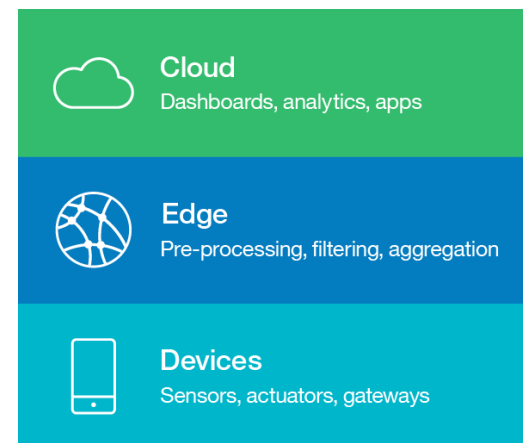 Cloud
Dashboards, analytics, apps
Edge
Pre-processing, filtering, aggregation
Devices
Sensors, actuators, gateways